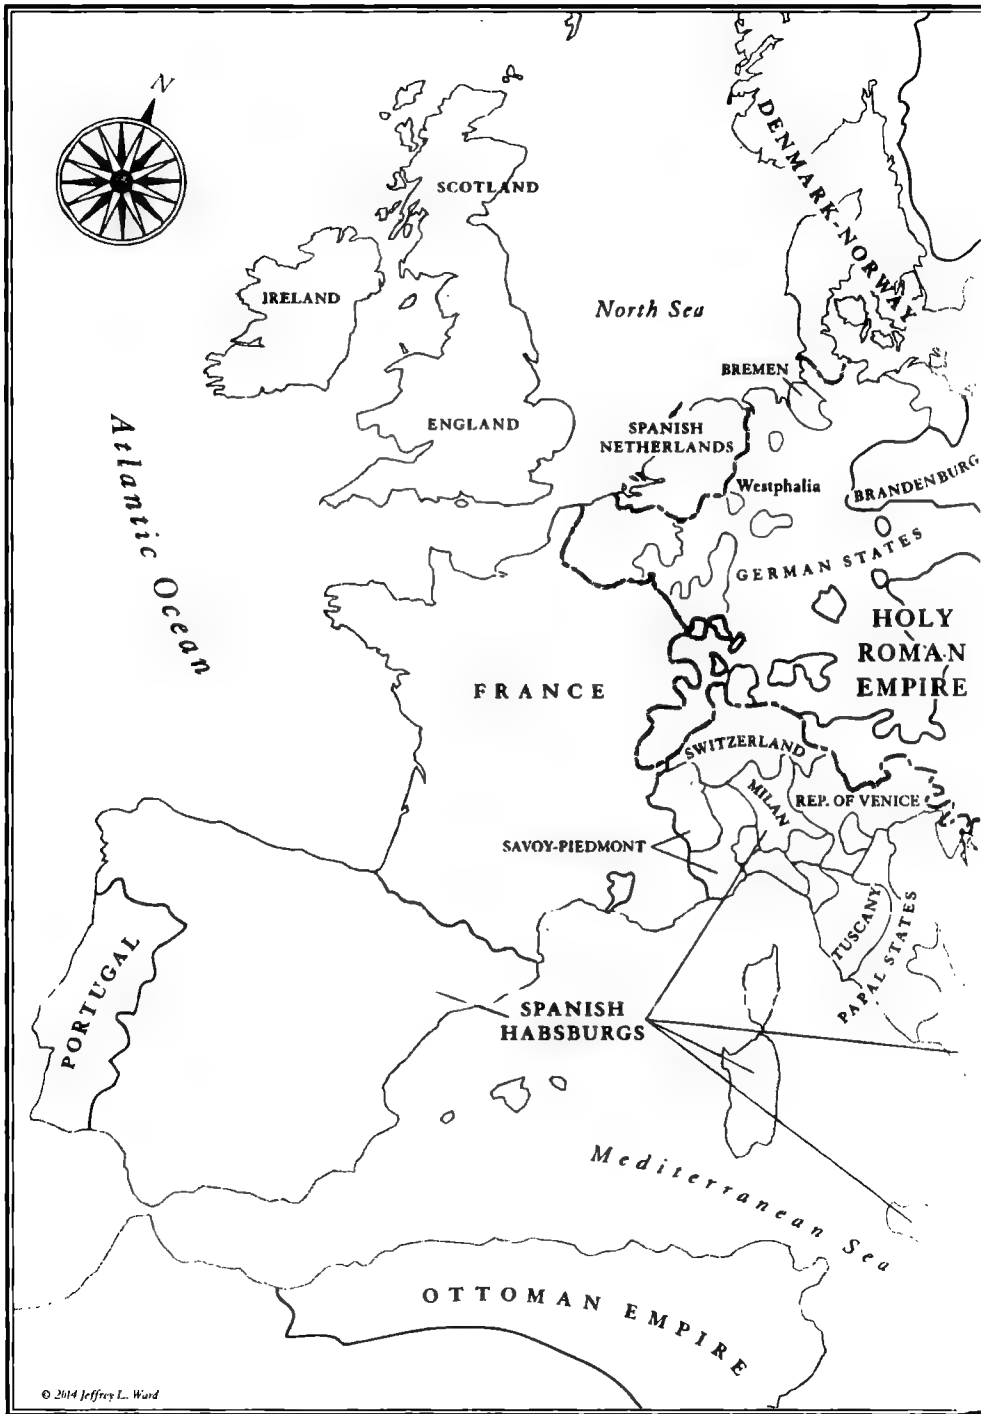 N
SCOTLAND
DENMARK-NORWAY
IRELAND
North Sea
BREMEN
ENGLAND
SPANISH
NETHERLANDS
Westphalia
BRANDENBURG
Atlantic Ocean
GERMAN STATES
HOLY
ROMAN
EMPIRE
FRANCE
SWITZERLAND
MILAN
REP. OF VENICE
SAVOY-PIEDMONT
TUSCANY
PAPAL STATES
PORTUGAL
SPANISH
HABSBURGS
Mediterranean Sea
OTTOMAN EMPIRE
© 2014 Jeffrey L. Ward